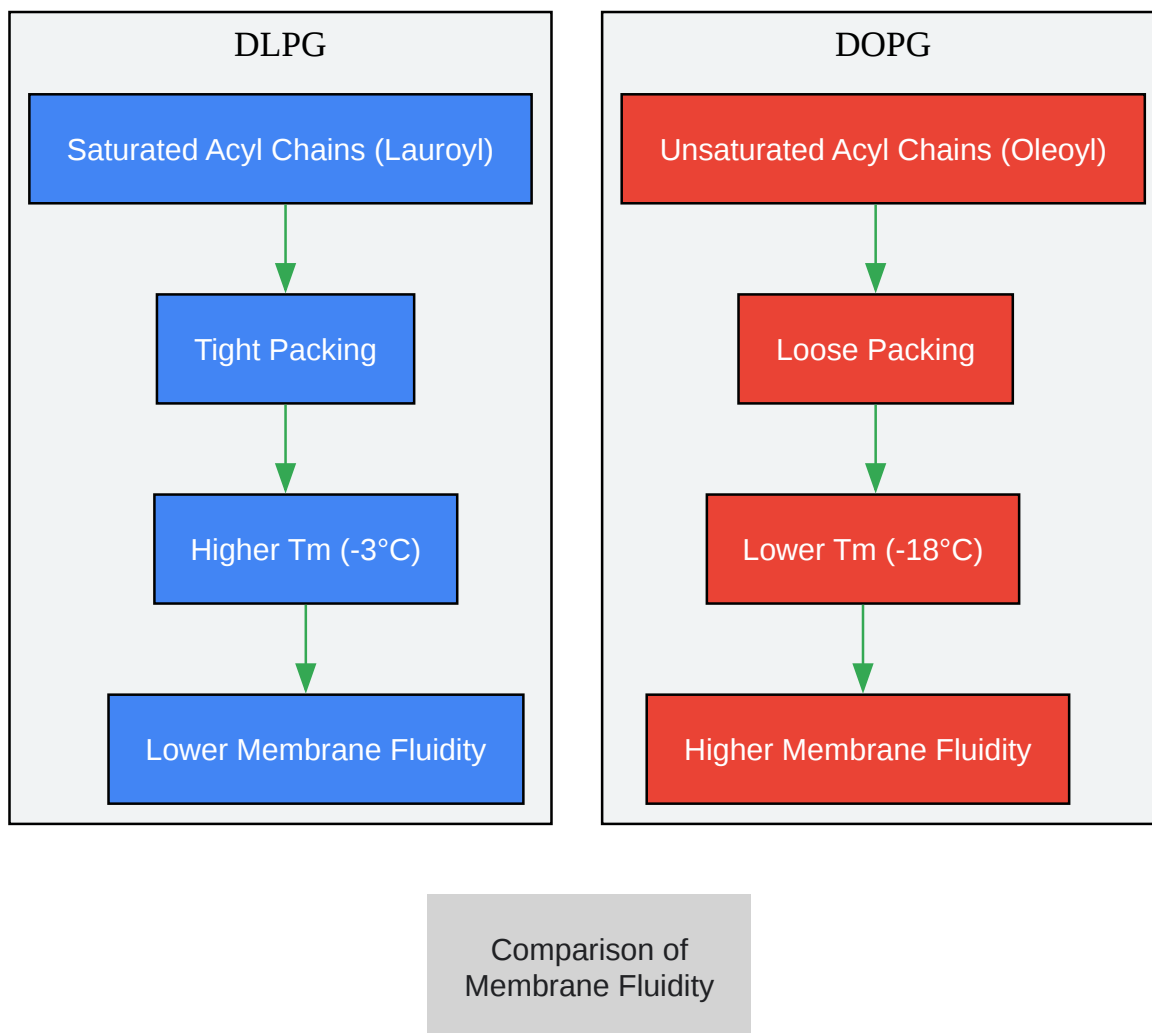 DLPG
Saturated Acyl Chains (Lauroyl)
Tight Packing
Higher Tm (-3°C)
Lower Membrane Fluidity
DOPG
Unsaturated Acyl Chains (Oleoyl)
Loose Packing
Lower Tm (-18°C)
Higher Membrane Fluidity
Comparison of
Membrane Fluidity